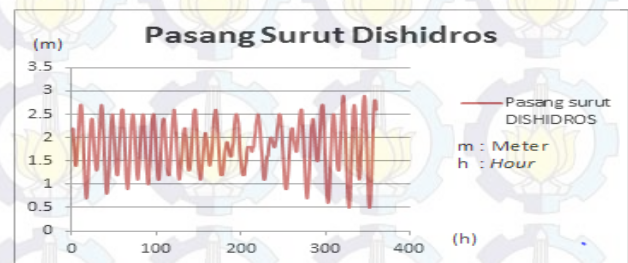 Pasang Surut Dishidros
(m)
3.5
3
2.5
2
1.5
1
0.5
0
0
100
200
300
400
(h)
Pasang surut
DISHIDROS
m : Meter
h : Hour